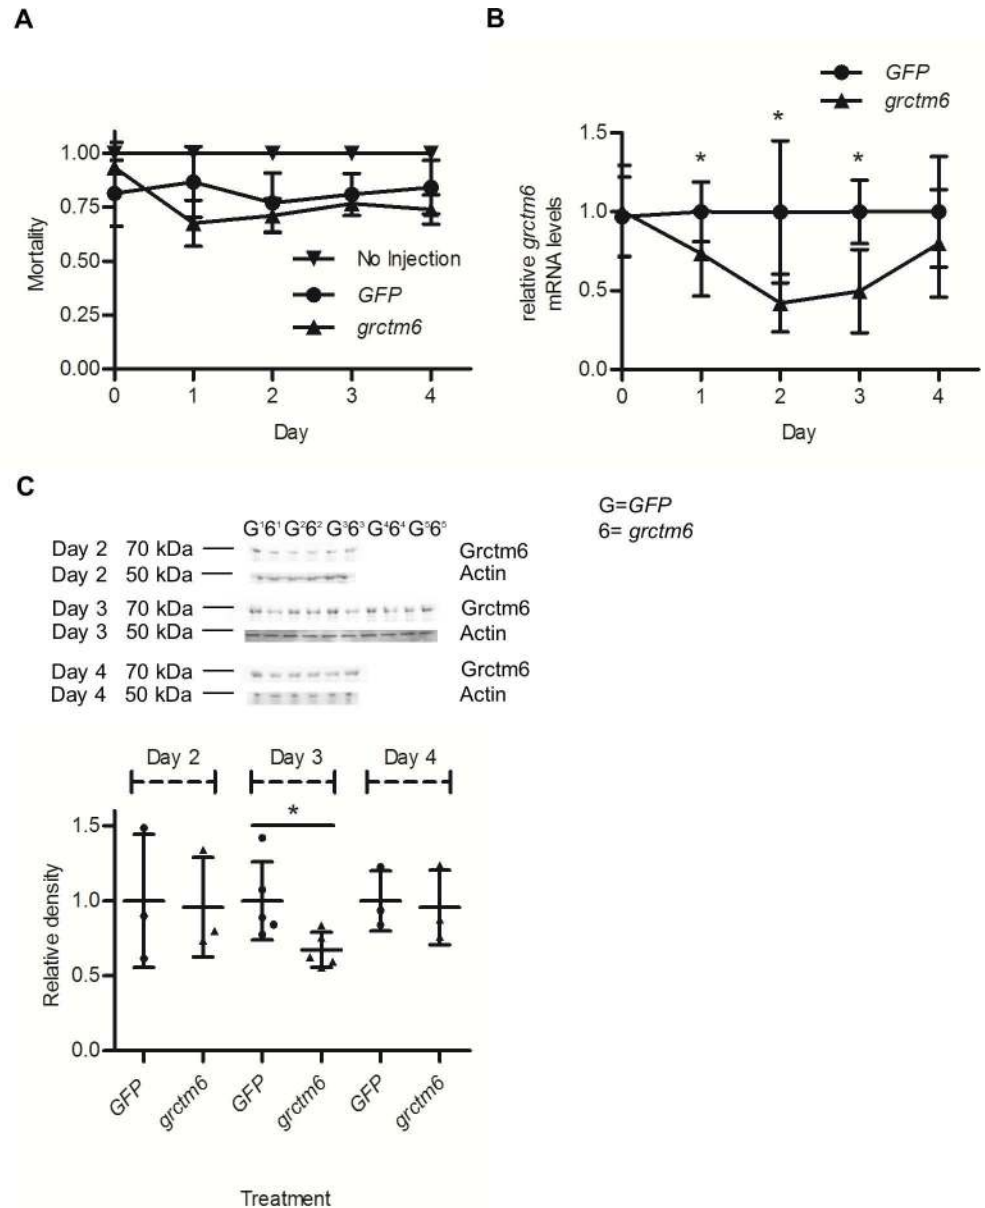 A
1.00
0.75
0.50
0.25
0.00
Mortality
No Injection
GFP
grctm6
0 1 2 3 4
Day
B
GFP
grctm6
* * *
1.5
1.0
0.5
0.0
relative grctm6
mRNA levels
0 1 2 3 4
Day
C
G=GFP
6= grctm6
G¹6¹ G²6² G³6³ G⁴6⁴ G⁵6⁵
Day 2 70 kDa Grctm6
Day 2 50 kDa Actin
Day 3 70 kDa Grctm6
Day 3 50 kDa Actin
Day 4 70 kDa Grctm6
Day 4 50 kDa Actin
Day 2 Day 3 Day 4
*
1.5
1.0
0.5
0.0
Relative density
GFP grctm6 GFP grctm6 GFP grctm6
Treatment